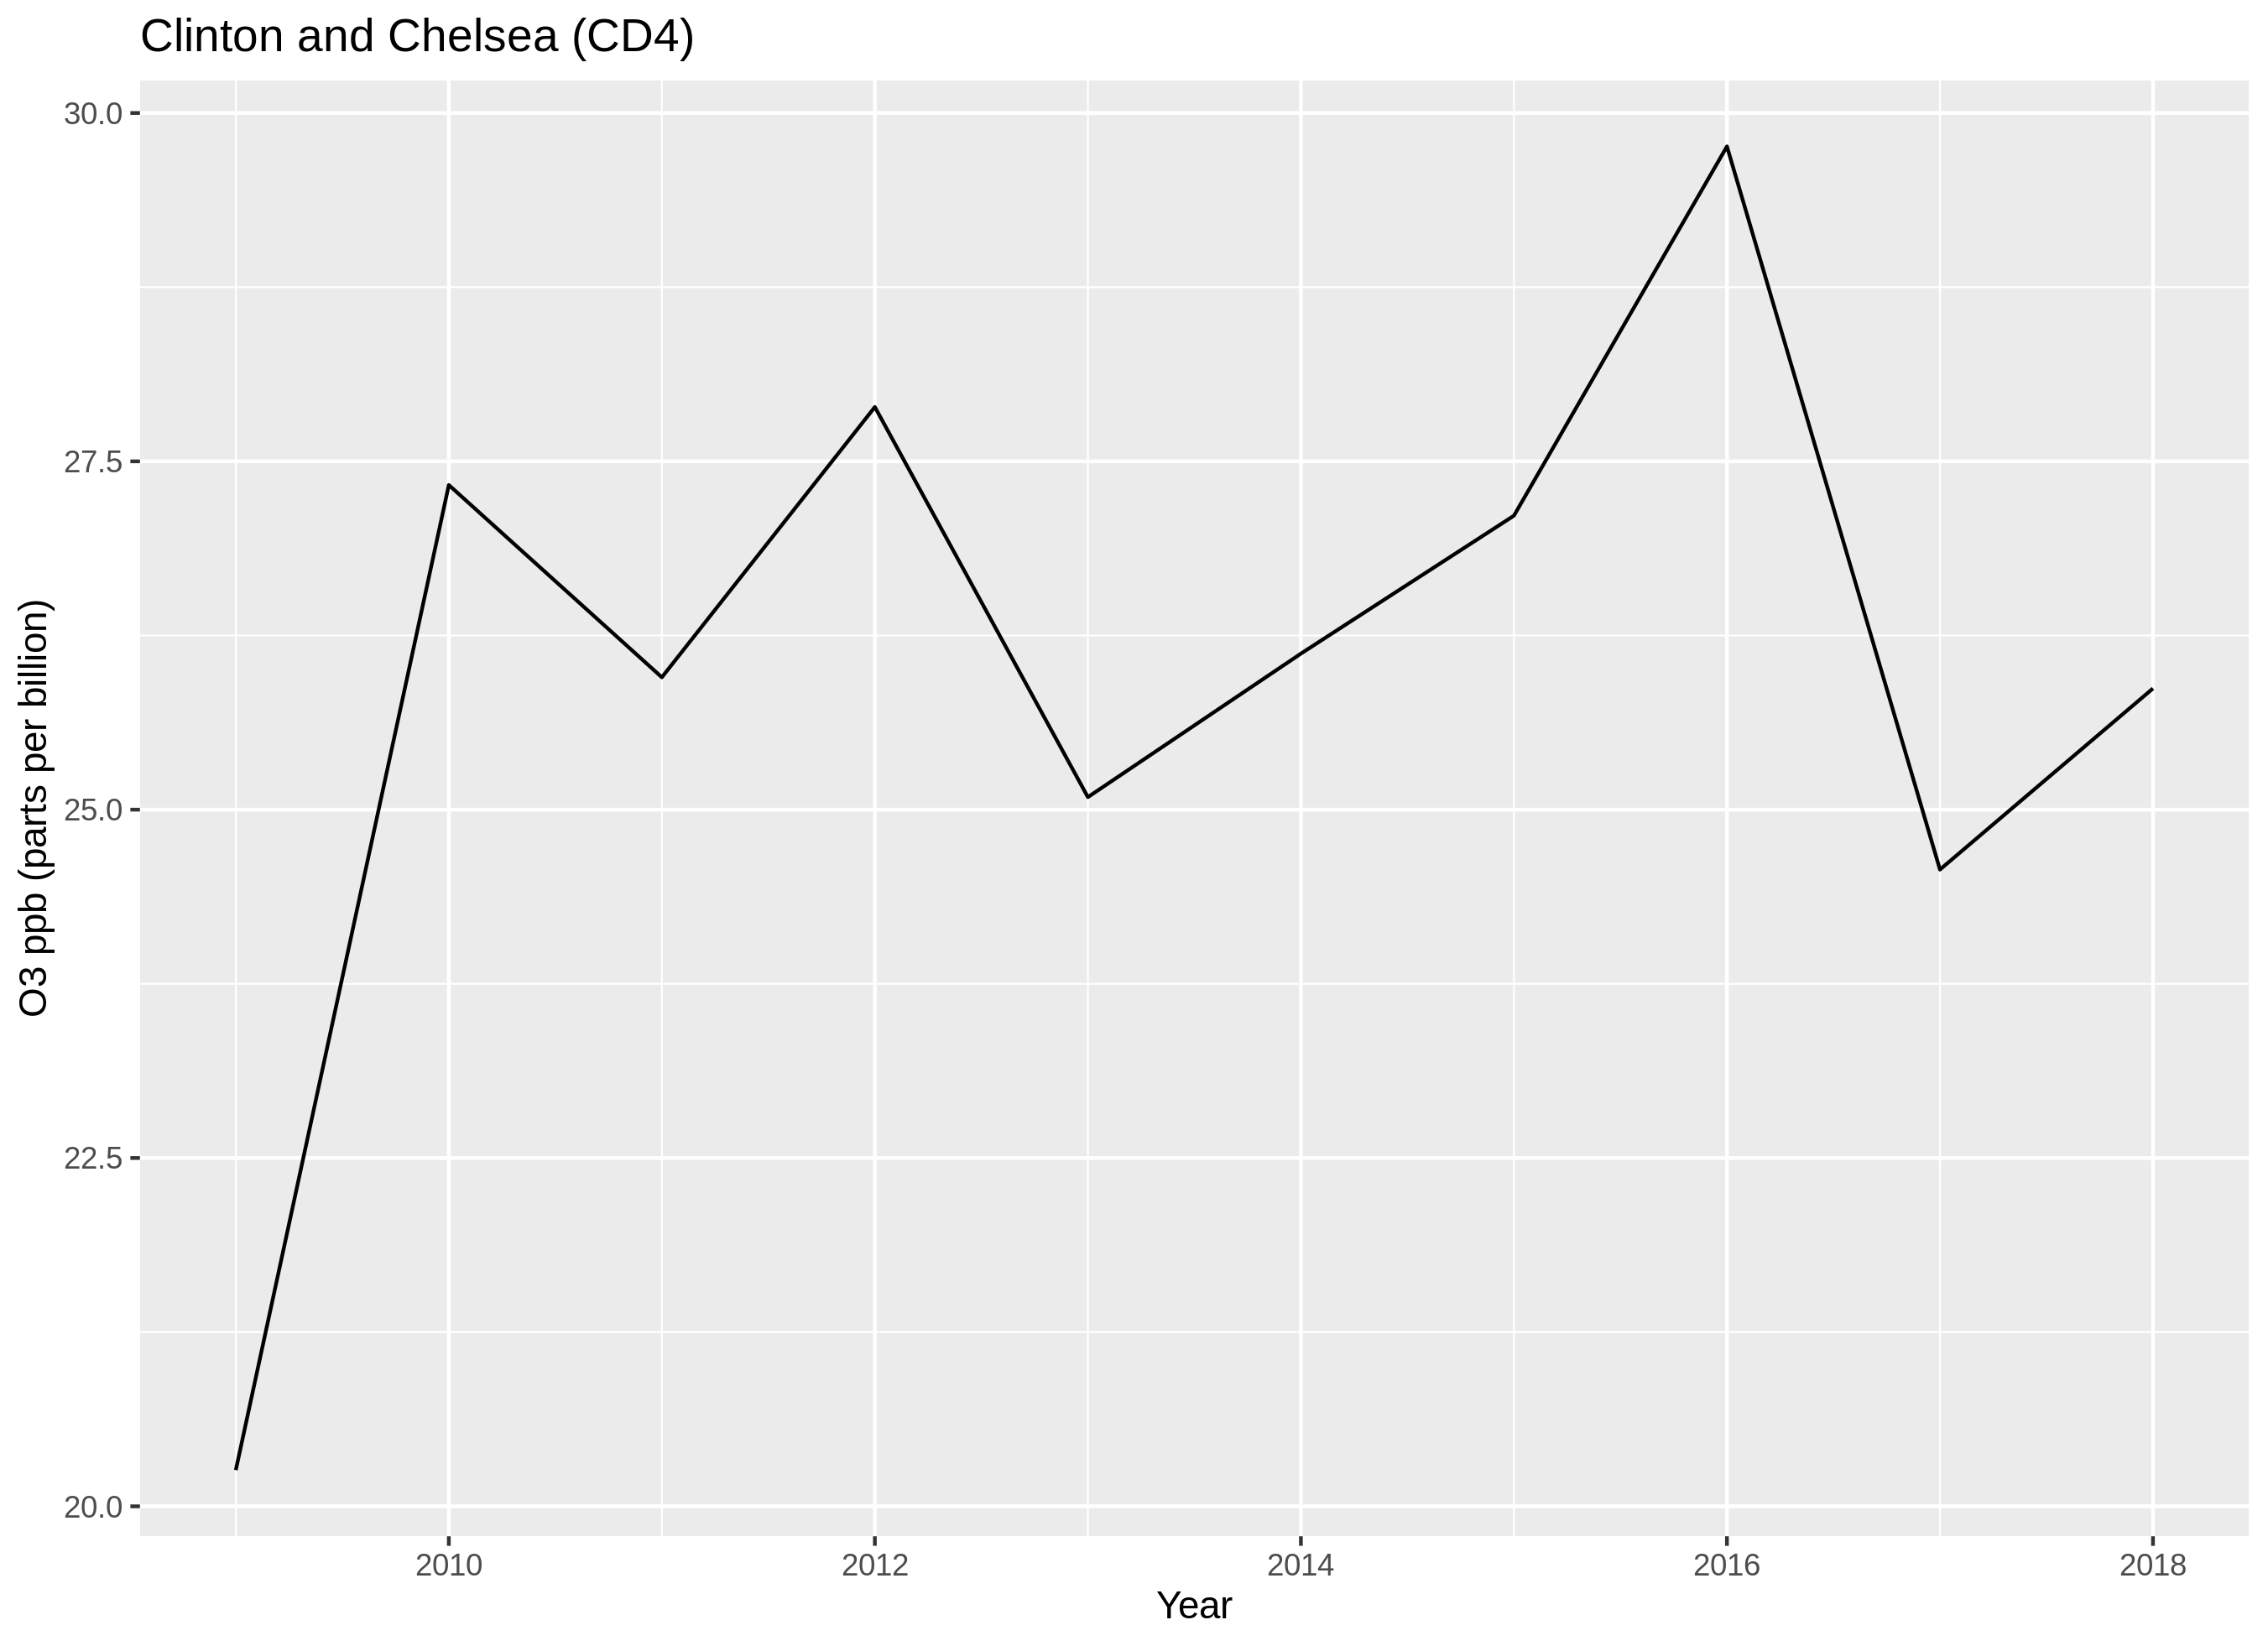 Clinton and Chelsea (CD4)
O3 ppb (parts per billion)
30.0
27.5
25.0
22.5
20.0
2010 2012 2014 2016 2018
Year